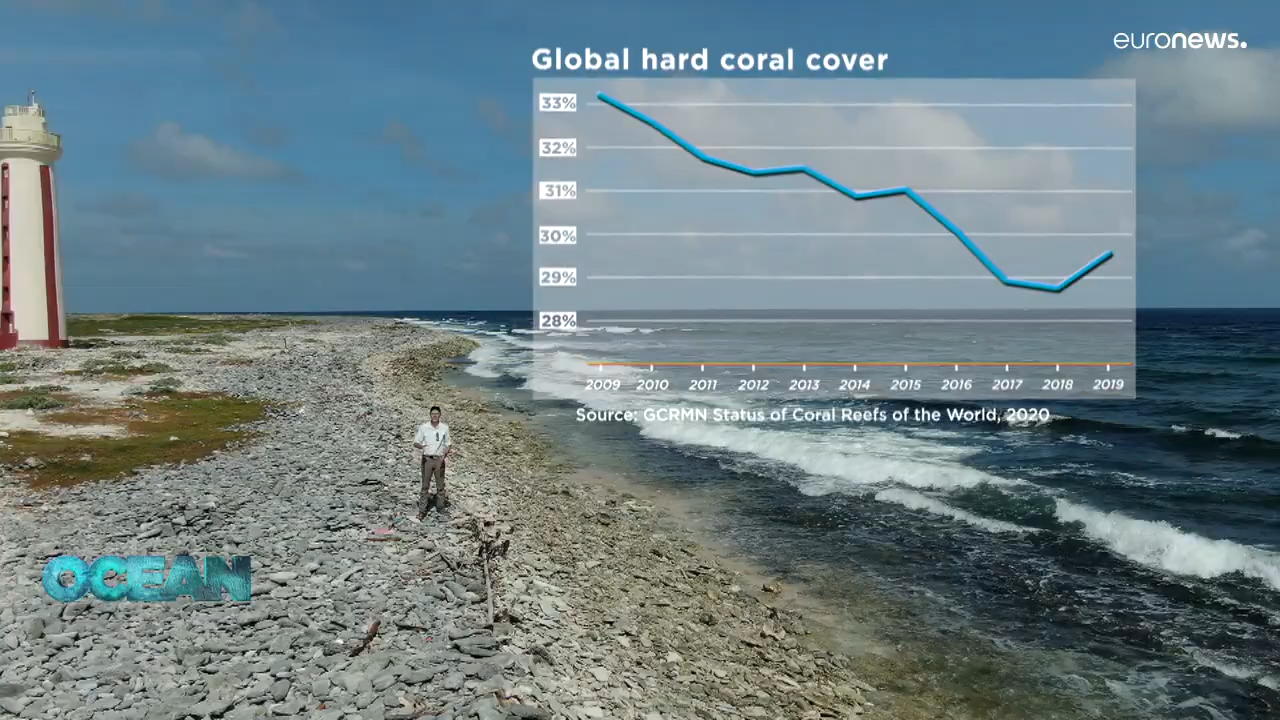 euronews.
Global hard coral cover
33%
32%
31%
30%
29%
28%
2009 2010 2011 2012 2013 2014 2015 2016 2017 2018 2019
Source: GCRMN Status of Coral Reefs of the World, 2020
OCEAN